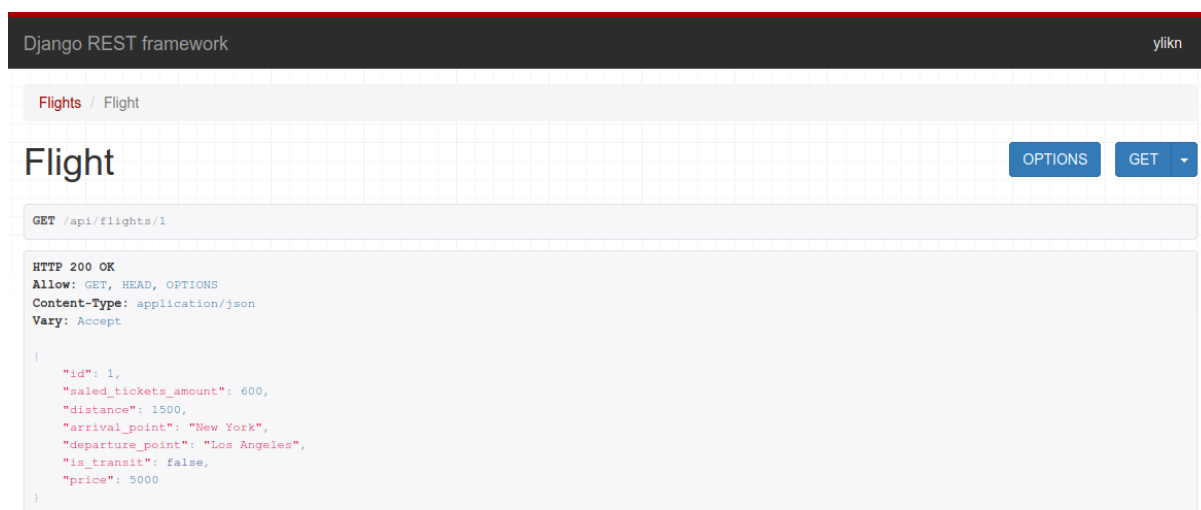 Django REST framework ylikn
Flights / Flight
Flight OPTIONS GET
GET /api/flights/1
HTTP 200 OK
Allow: GET, HEAD, OPTIONS
Content-Type: application/json
Vary: Accept
{
    "id": 1,
    "saled_tickets_amount": 600,
    "distance": 1500,
    "arrival_point": "New York",
    "departure_point": "Los Angeles",
    "is_transit": false,
    "price": 5000
}